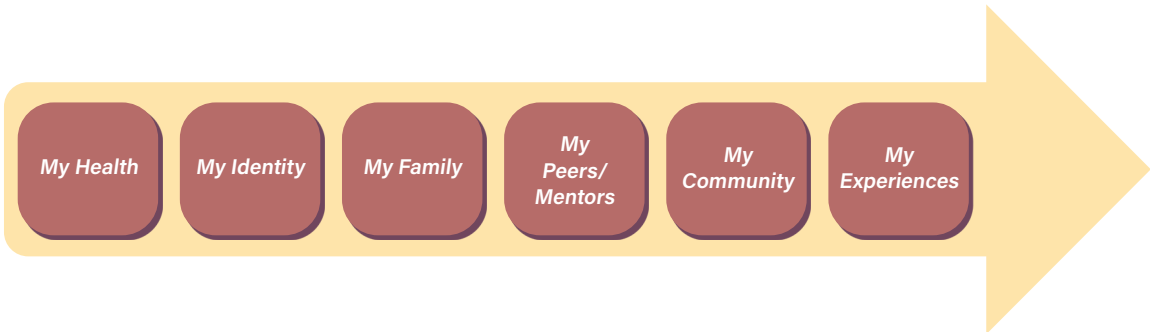 My Health
My Identity
My Family
My
Peers/
Mentors
My
Community
My
Experiences